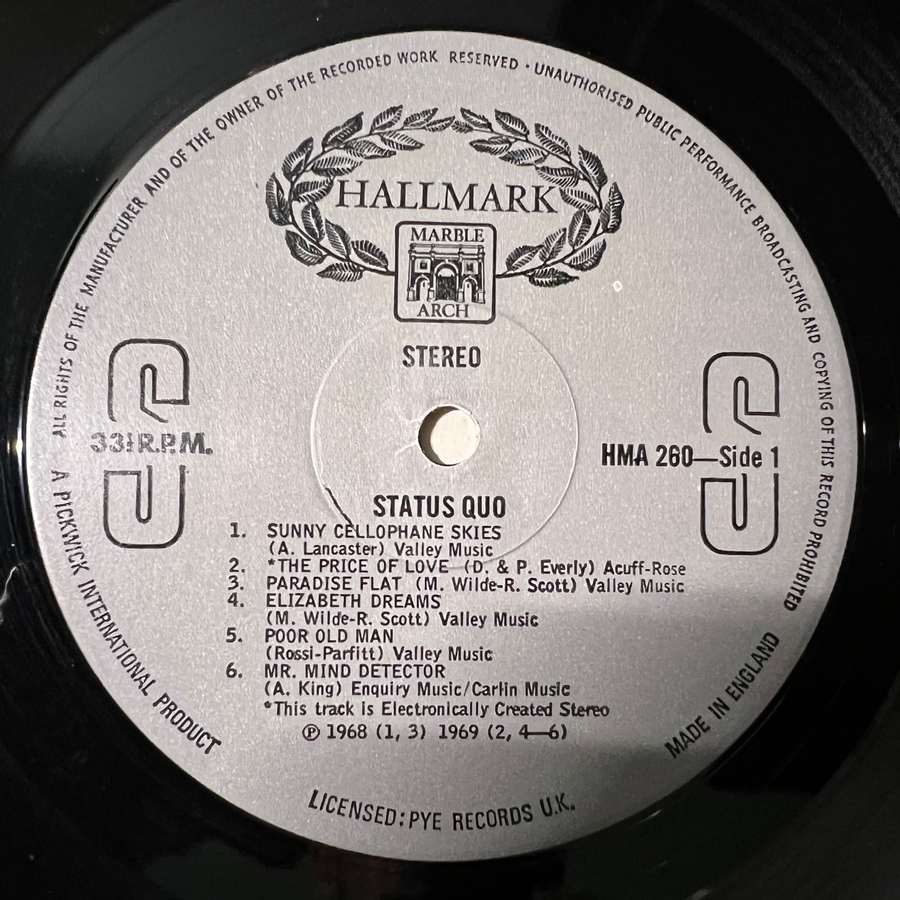 ALL RIGHTS OF THE MANUFACTURER AND OF THE OWNER OF THE RECORDED WORK RESERVED · UNAUTHORISED PUBLIC PERFORMANCE BROADCASTING AND COPYING OF THIS RECORD PROHIBITED
HALLMARK
MARBLE
ARCH
STEREO
33⅓ R.P.M.
HMA 260—Side 1
STATUS QUO
1. SUNNY CELLOPHANE SKIES
(A. Lancaster) Valley Music
2. *THE PRICE OF LOVE (D. & P. Everly) Acuff-Rose
3. PARADISE FLAT (M. Wilde-R. Scott) Valley Music
4. ELIZABETH DREAMS
(M. Wilde-R. Scott) Valley Music
5. POOR OLD MAN
(Rossi-Parfitt) Valley Music
6. MR. MIND DETECTOR
(A. King) Enquiry Music/Carlin Music
*This track is Electronically Created Stereo
℗ 1968 (1, 3) 1969 (2, 4—6)
A PICKWICK INTERNATIONAL PRODUCT
LICENSED: PYE RECORDS U.K.
MADE IN ENGLAND